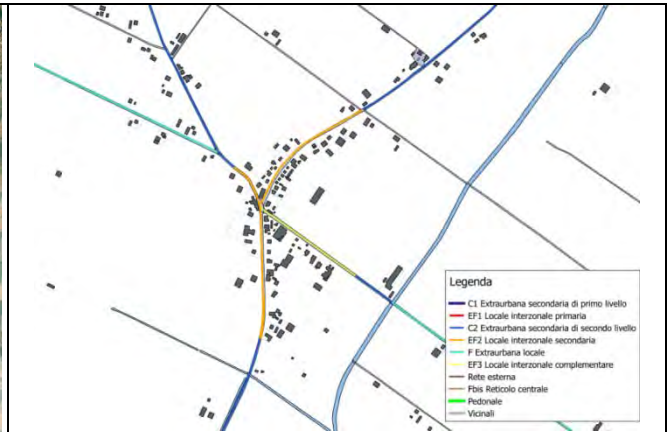 Legenda
C1 Extraurbana secondaria di primo livello
EF1 Locale interzonale primaria
C2 Extraurbana secondaria di secondo livello
EF2 Locale interzonale secondaria
F Extraurbana locale
EF3 Locale interzonale complementare
Rete esterna
Fbis Reticolo centrale
Pedonale
Vicinali